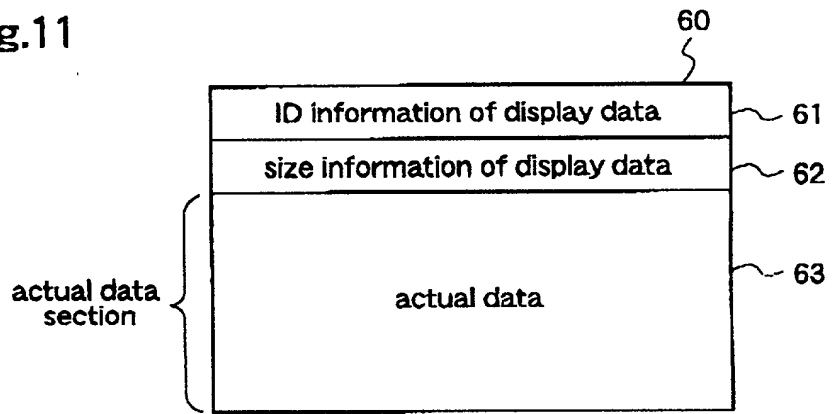 g.11
60
ID information of display data
61
size information of display data
62
actual data
section
actual data
63